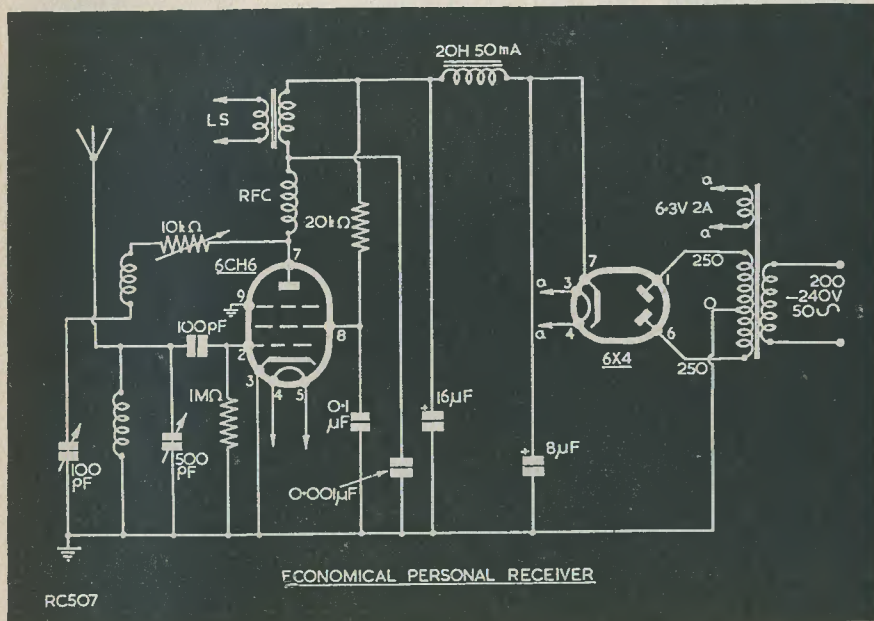 20H 50mA
LS
a
6·3V 2A
a
RFC
20kΩ
10kΩ
7
7
250
6CH6
a
3
1
200
-240V
50~
9
0
100pF
8
a
4
6
2
6X4
250
3
4
5
1MΩ
0·1
μF
16μF
+
100
PF
500
PF
+
8μF
0·001μF
ECONOMICAL PERSONAL RECEIVER
RC507